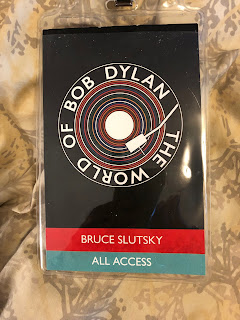 THE WORLD OF BOB DYLAN
BRUCE SLUTSKY
ALL ACCESS